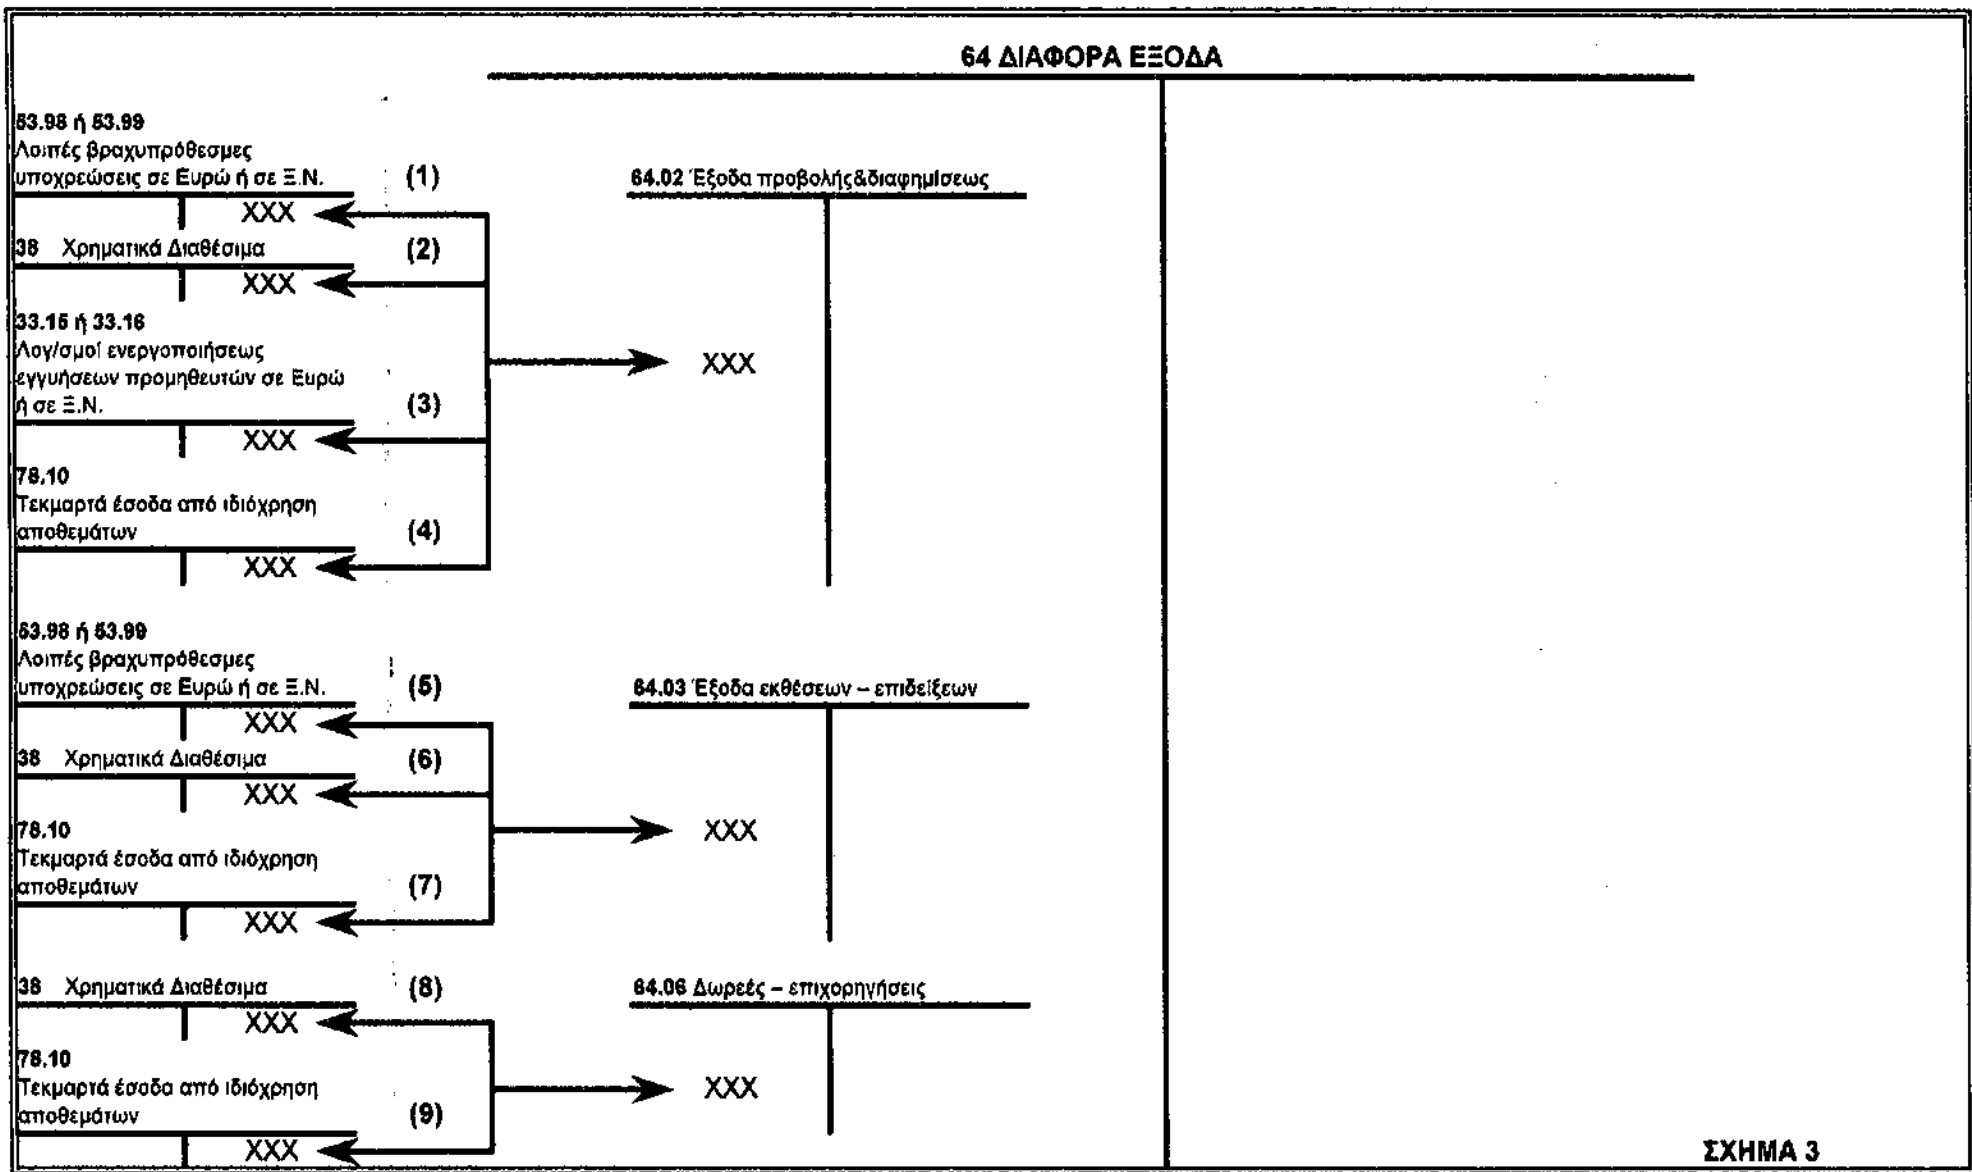 64 ΔΙΑΦΟΡΑ ΕΞΟΔΑ
53.98 ή 53.99
Λοιπές βραχυπρόθεσμες
υποχρεώσεις σε Ευρώ ή σε Ξ.Ν.
(1)
64.02 Έξοδα προβολής&διαφημίσεως
XXX
38 Χρηματικά Διαθέσιμα
(2)
XXX
33.15 ή 33.16
Λογ/σμοί ενεργοποιήσεως
εγγυήσεων προμηθευτών σε Ευρώ
ή σε Ξ.Ν.
(3)
XXX
XXX
78.10
Τεκμαρτά έσοδα από ιδιόχρηση
αποθεμάτων
(4)
XXX
53.98 ή 53.99
Λοιπές βραχυπρόθεσμες
υποχρεώσεις σε Ευρώ ή σε Ξ.Ν.
(5)
64.03 Έξοδα εκθέσεων – επιδείξεων
XXX
38 Χρηματικά Διαθέσιμα
(6)
XXX
78.10
Τεκμαρτά έσοδα από ιδιόχρηση
αποθεμάτων
(7)
XXX
XXX
38 Χρηματικά Διαθέσιμα
(8)
64.06 Δωρεές – επιχορηγήσεις
XXX
78.10
Τεκμαρτά έσοδα από ιδιόχρηση
αποθεμάτων
(9)
XXX
XXX
ΣΧΗΜΑ 3